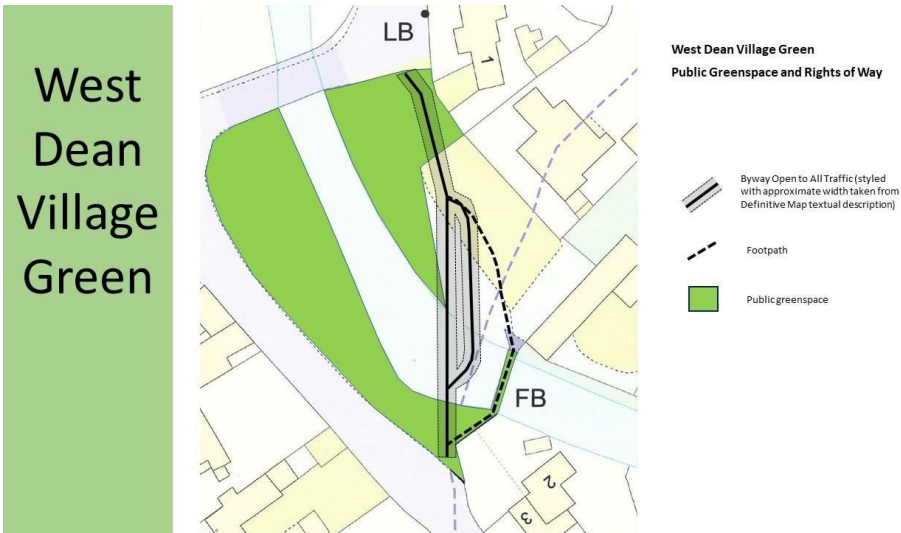 West
Dean
Village
Green
LB
1
FB
2
3
West Dean Village Green
Public Greenspace and Rights of Way
Byway Open to All Traffic (styled
with approximate width taken from
Definitive Map textual description)
Footpath
Public greenspace